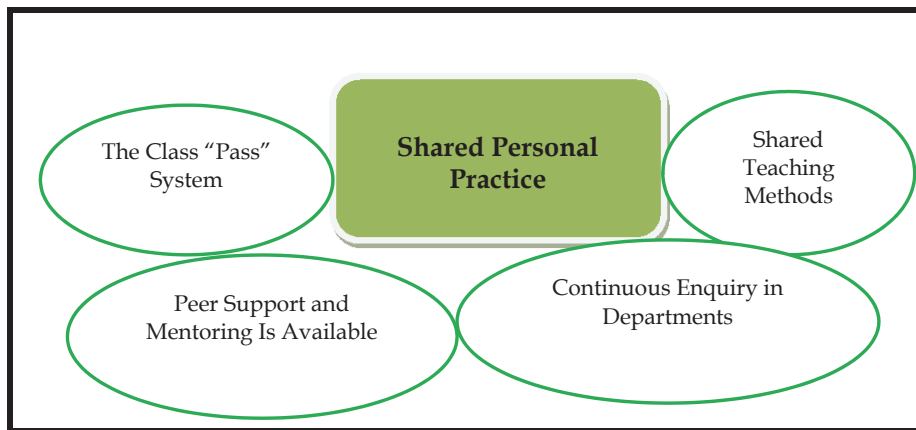 The Class “Pass”
System
Shared Personal
Practice
Shared
Teaching
Methods
Peer Support and
Mentoring Is Available
Continuous Enquiry in
Departments